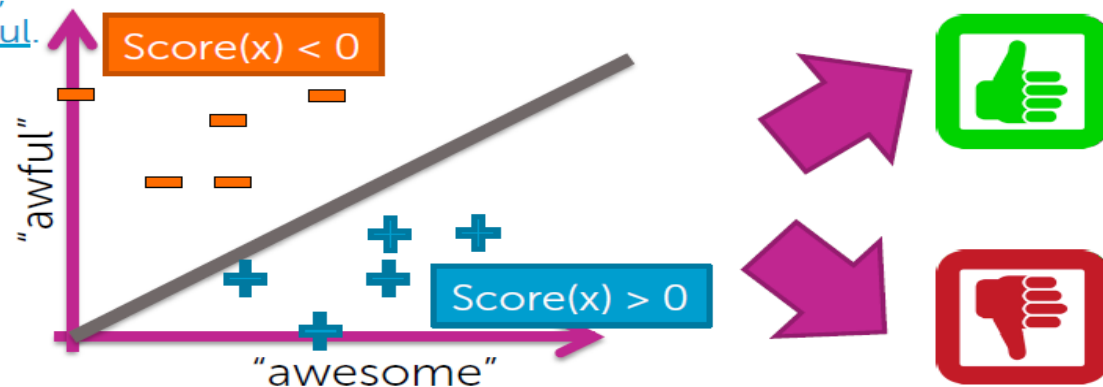 ul.
Score(x) < 0
“awful”
Score(x) > 0
“awesome”